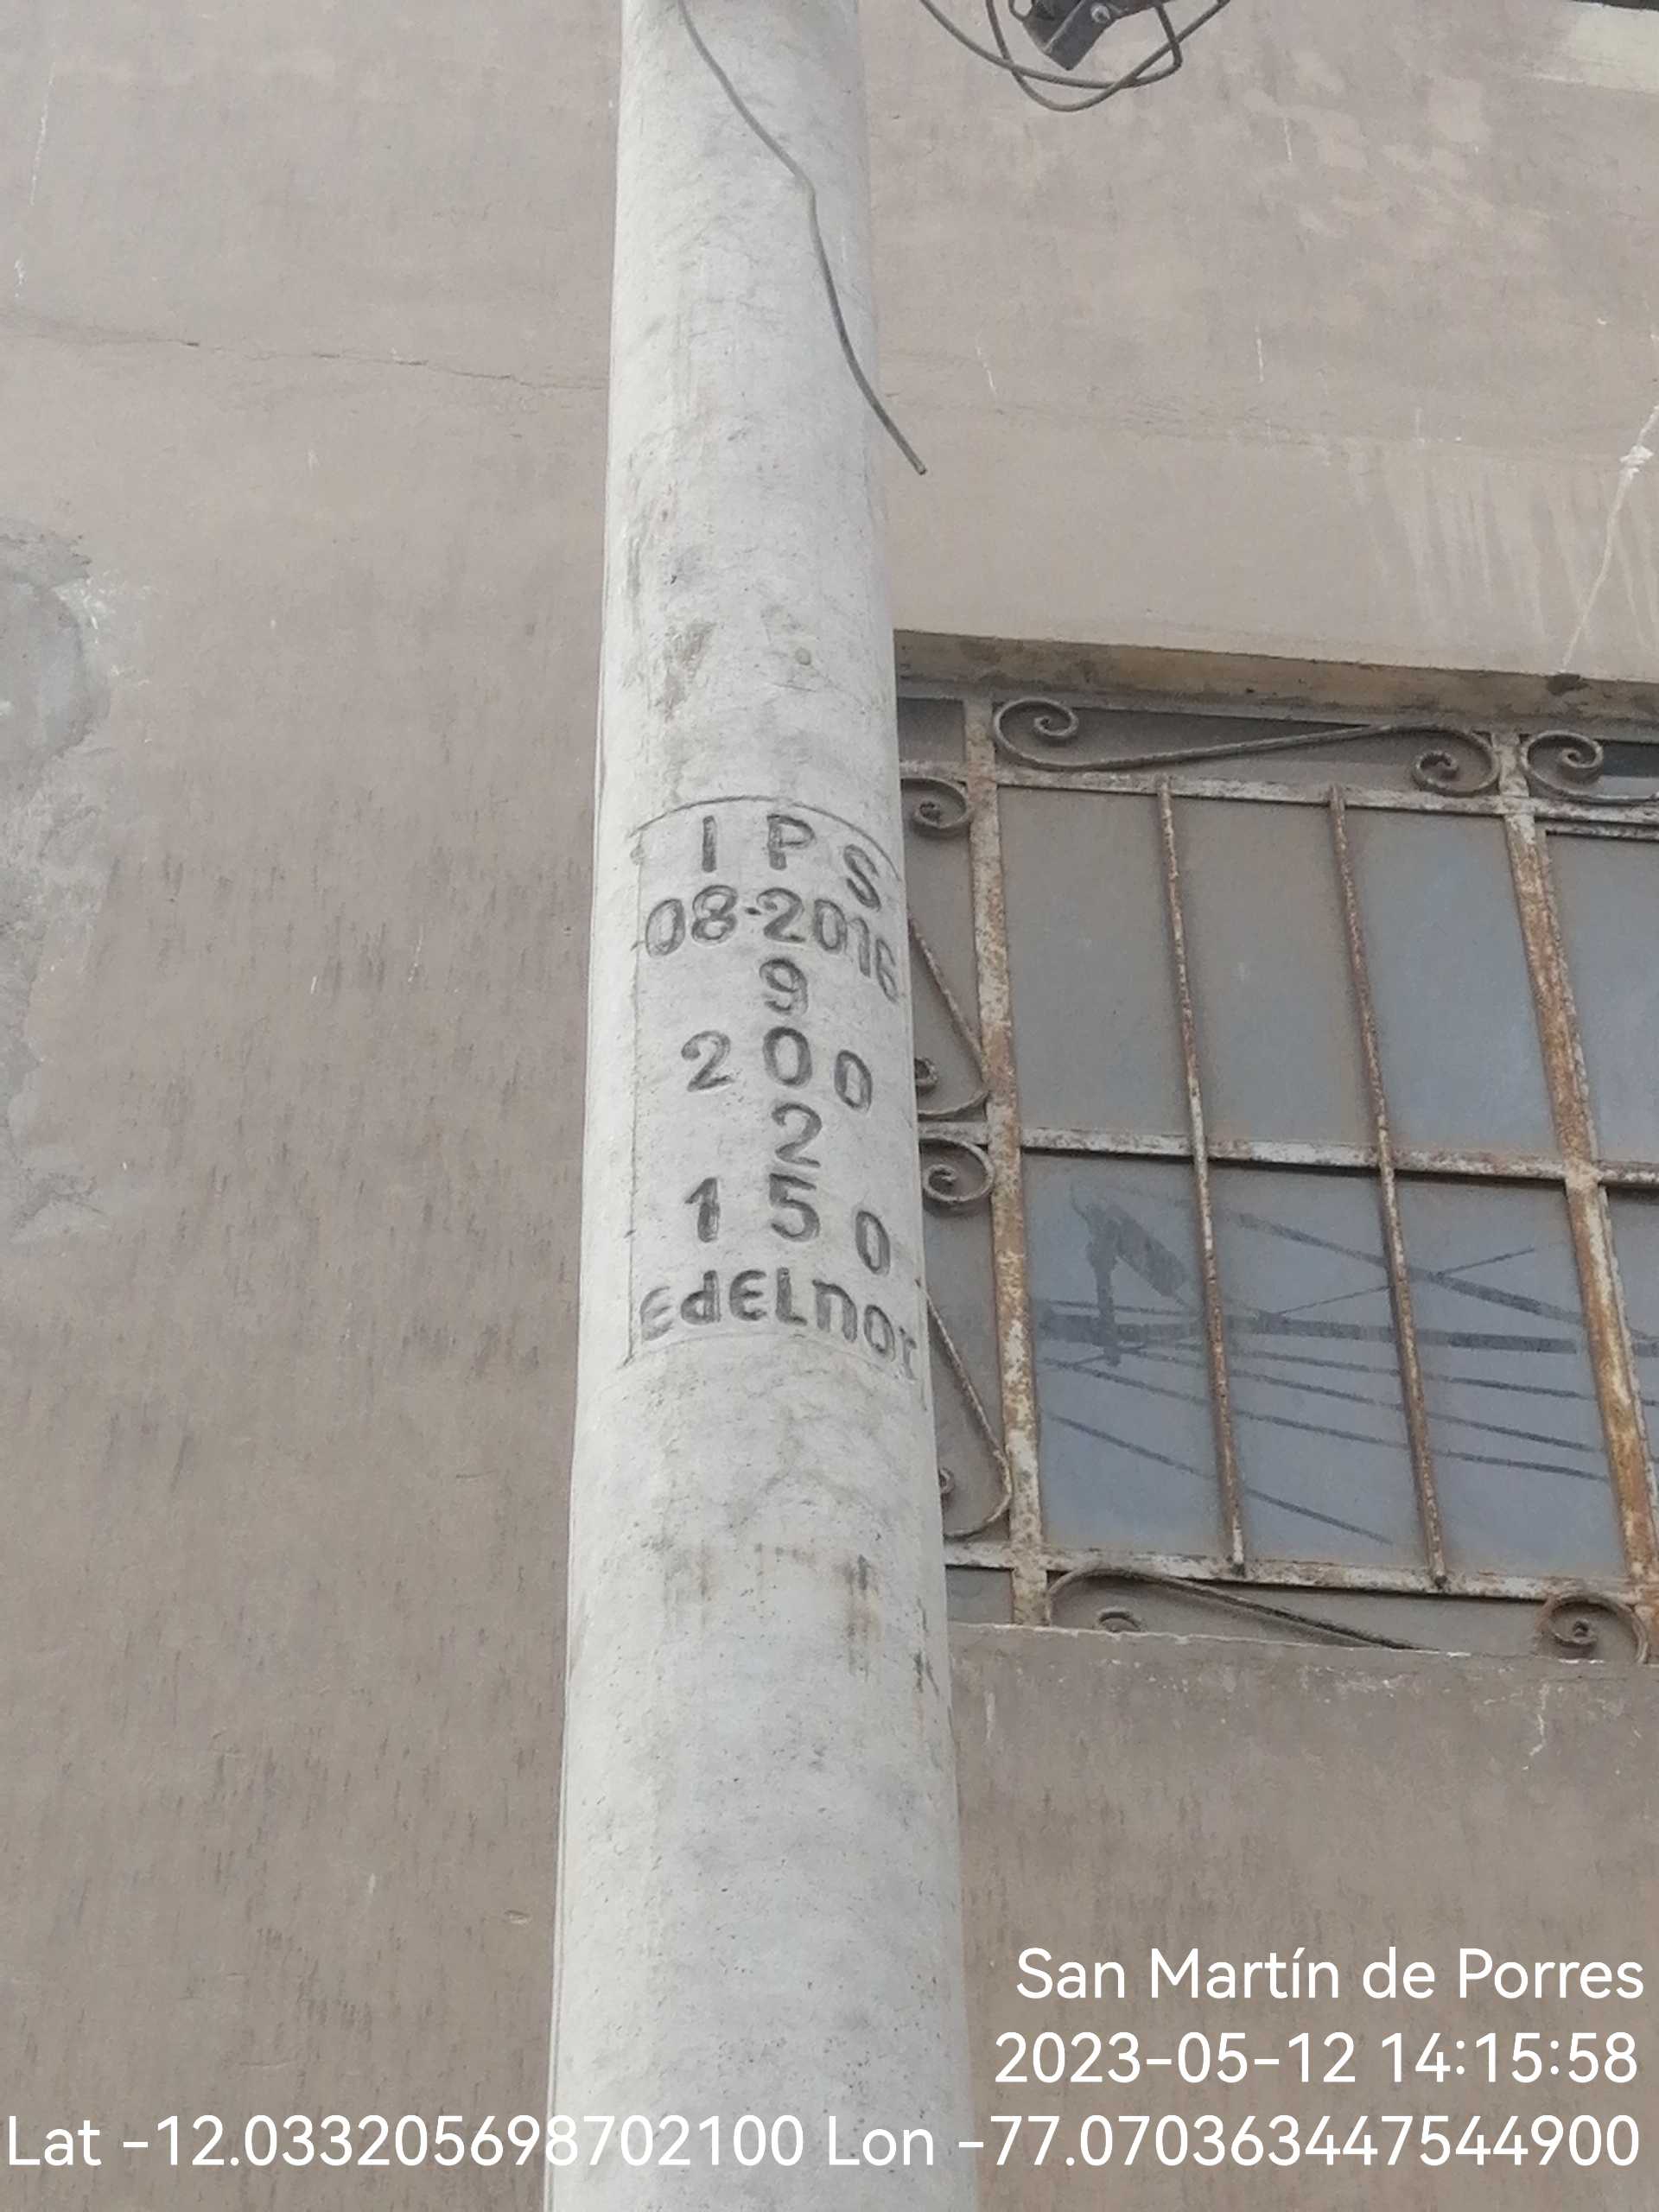 I P S
08-2016
9
200
2
150
EdELnor
San Martín de Porres
2023-05-12 14:15:58
Lat -12.033205698702100 Lon -77.070363447544900